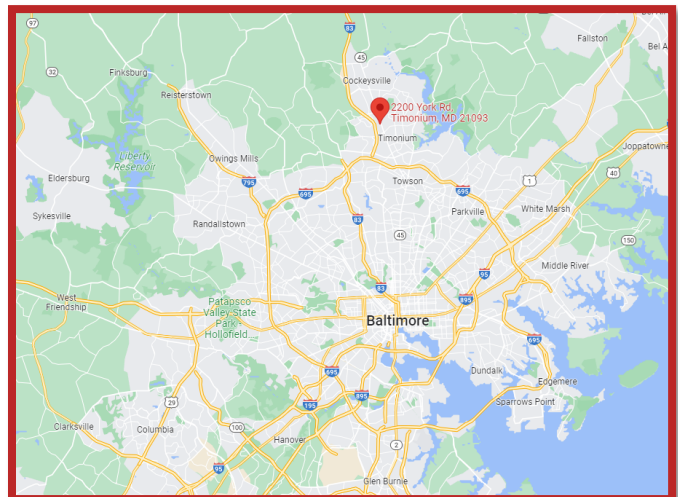 97
83
Fallston
45
Bel A
32
Finksburg
Cockeysville
Reisterstown
2200 York Rd,
Timonium, MD 21093
Timonium
Joppatowne
Liberty
Reservoir
Owings Mills
40
Eldersburg
795
695
Towson
695
1
Sykesville
Randallstown
83
Parkville
White Marsh
45
150
95
Middle River
83
West
Friendship
895
Patapsco
Valley State
Park -
Hollofield...
Baltimore
695
695
Dundalk
Edgemere
195
895
29
Sparrows Point
Clarksville
Columbia
100
Hanover
2
95
Glen Burnie